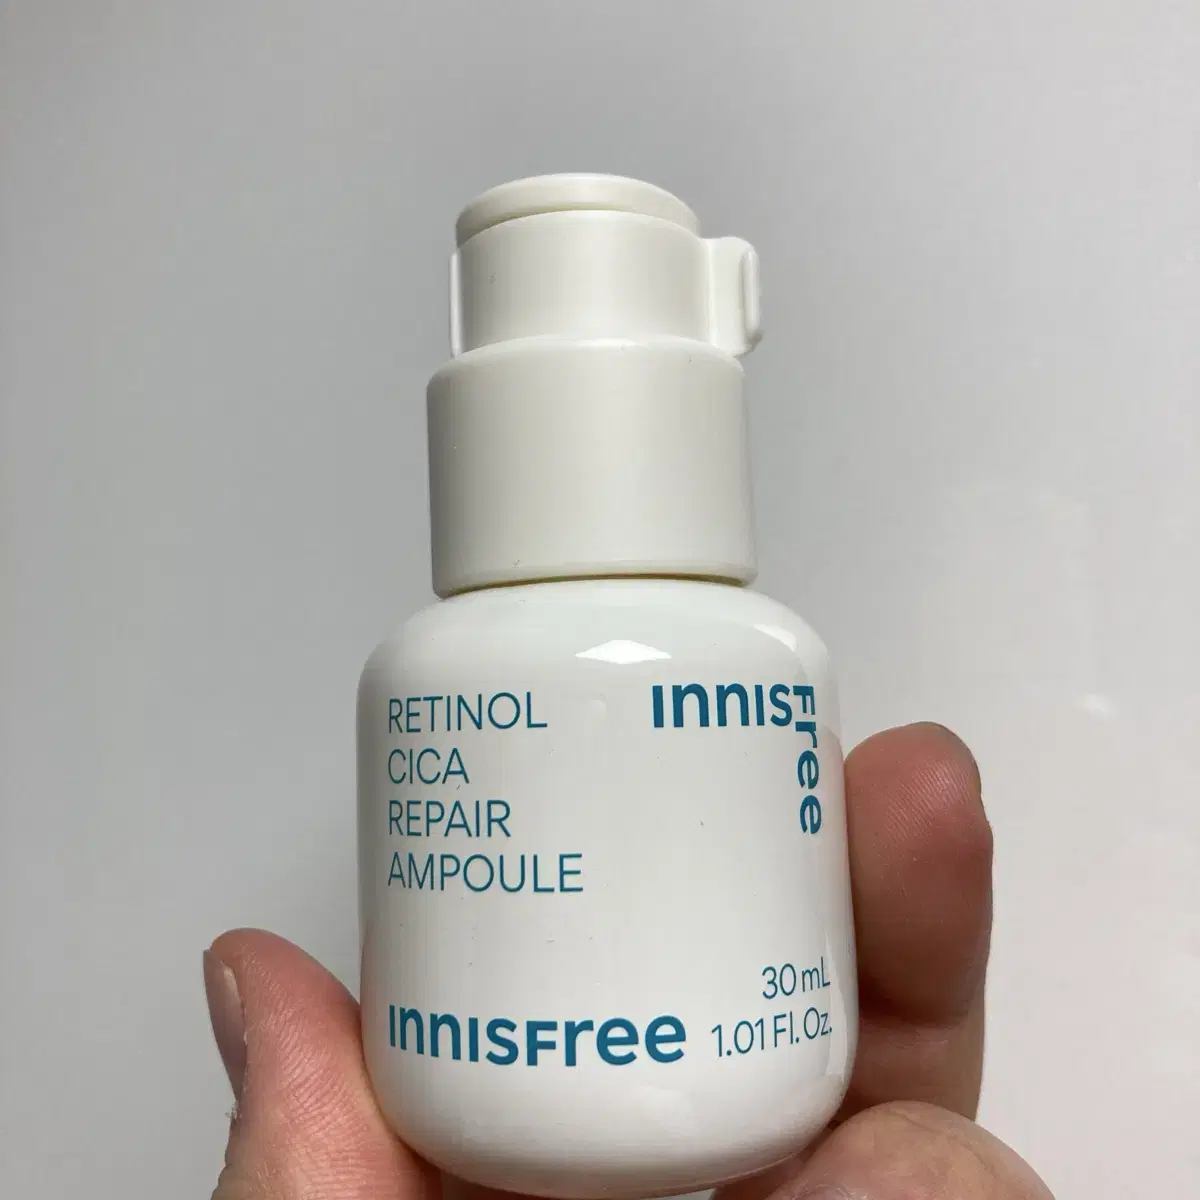 RETINOL
CICA
REPAIR
AMPOULE
INNISFree
30 mL
1.01 Fl. Oz.
INNISFree